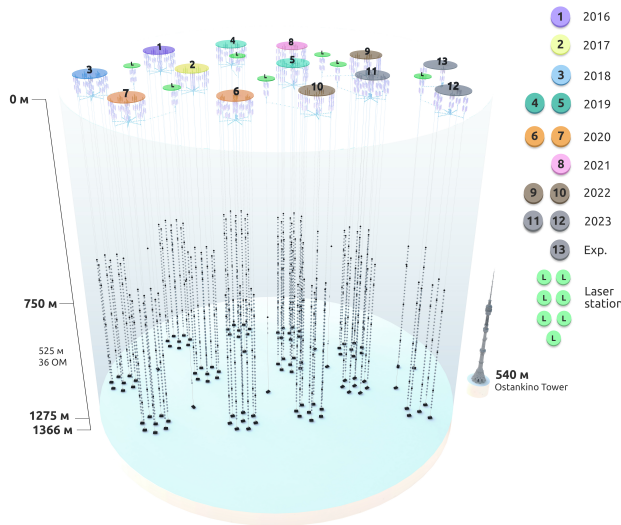 1
4
8
9
13
3
L
2
L
5
L
L
L
11
L
12
7
L
6
10
0 м
750 м
525 м
36 ОМ
1275 м
1366 м
540 м
Ostankino Tower
1 2016
2 2017
3 2018
4 5 2019
6 7 2020
8 2021
9 10 2022
11 12 2023
13 Exp.
L L
L L
L L
L
Laser
station